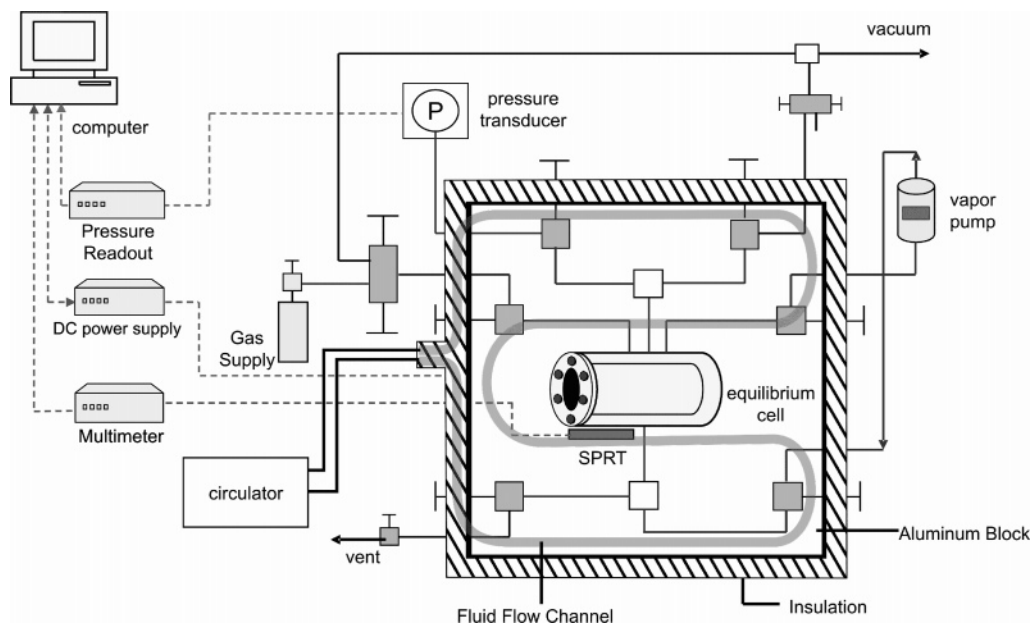 vacuum
computer
P
pressure
transducer
Pressure
Readout
vapor
pump
DC power supply
Gas
Supply
Multimeter
equilibrium
cell
SPRT
circulator
vent
Aluminum Block
Fluid Flow Channel
Insulation